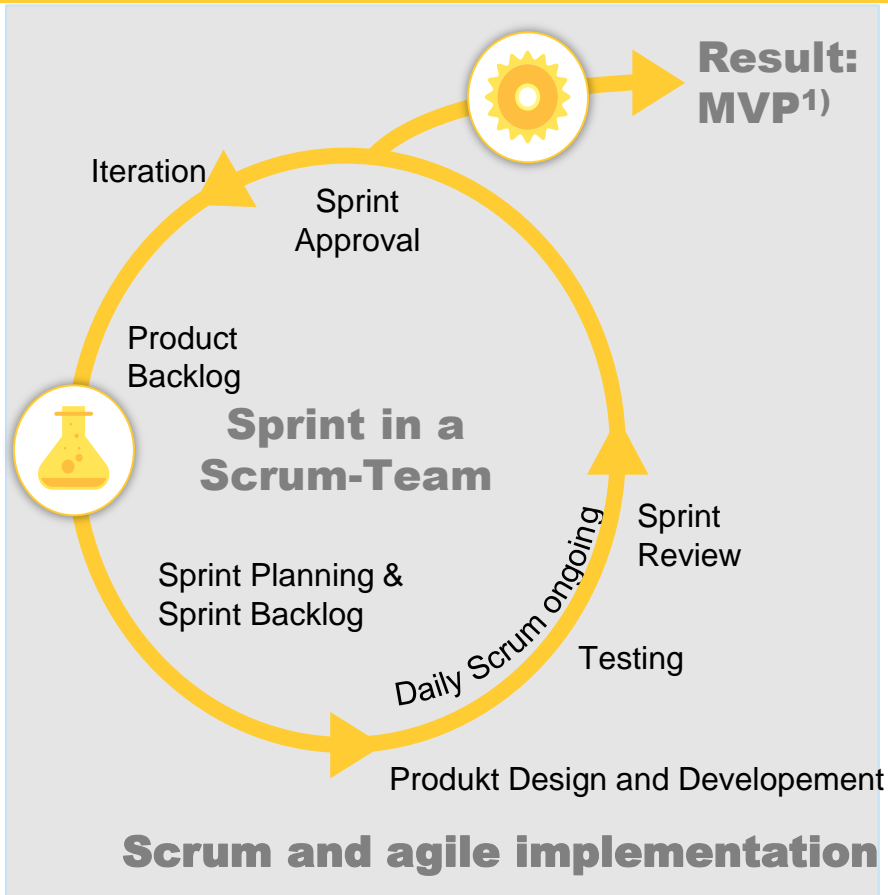 Result:
MVP1)
Iteration
Sprint
Approval
Product
Backlog
Sprint in a
Scrum-Team
Sprint
Review
Daily Scrum ongoing
Sprint Planning &
Sprint Backlog
Testing
Produkt Design and Developement
Scrum and agile implementation